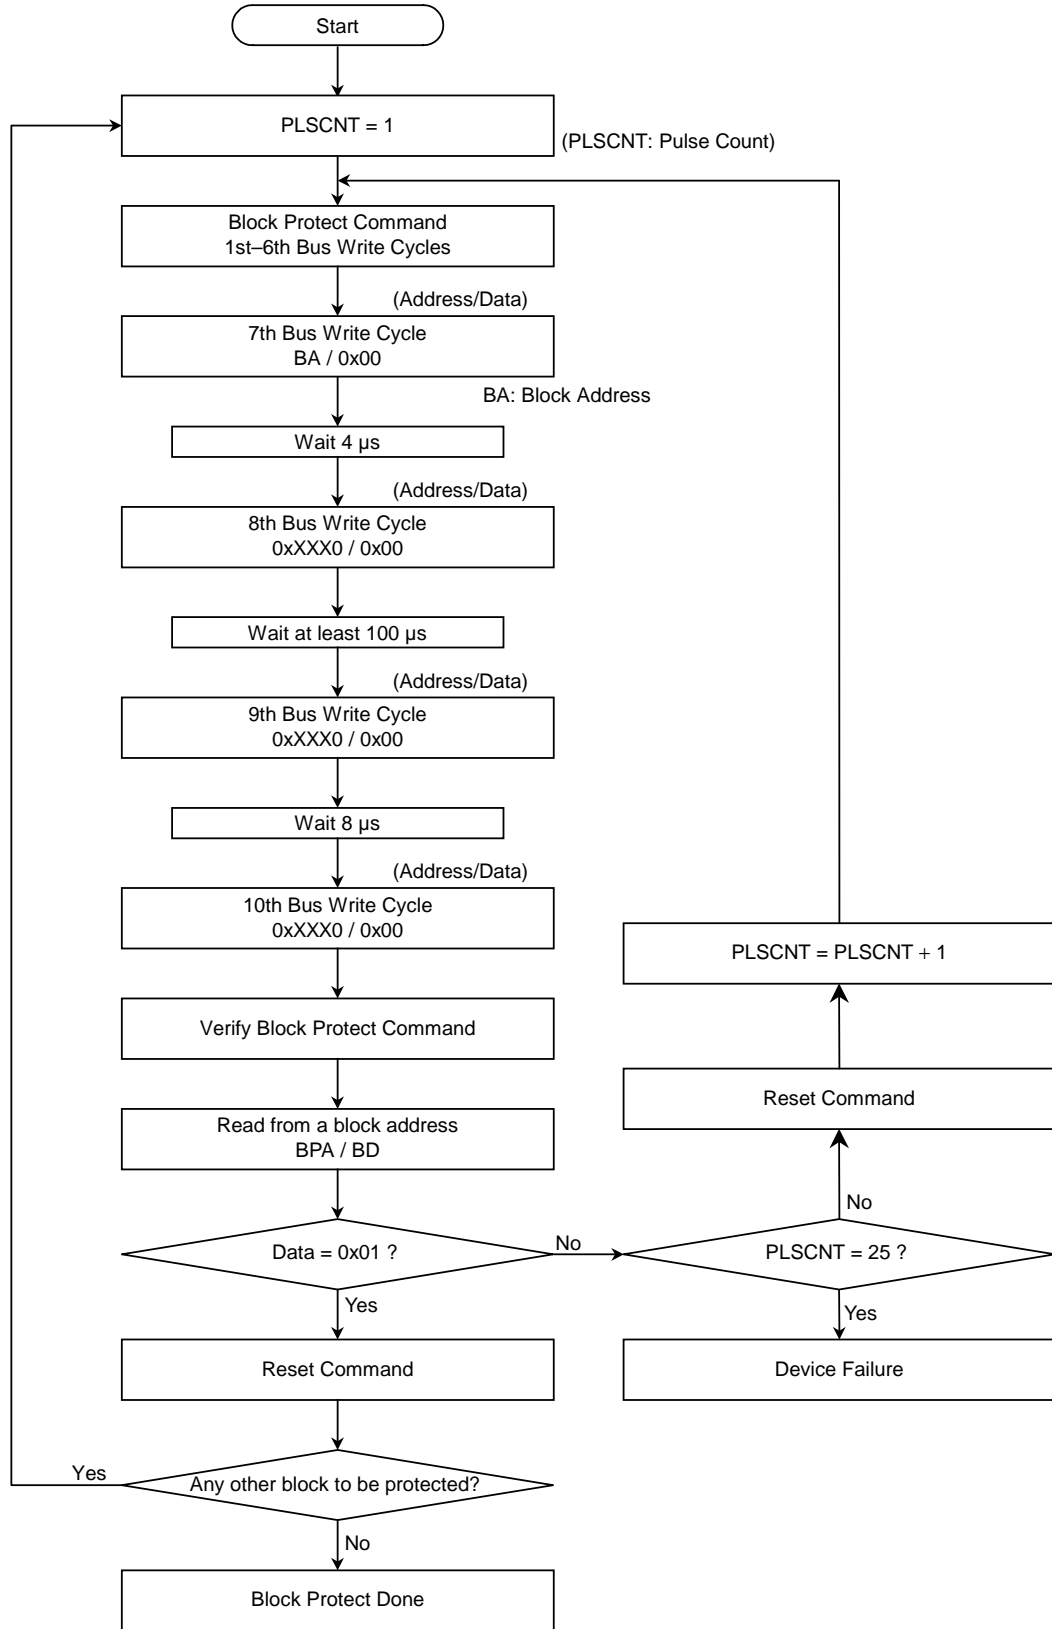 Start
PLSCNT = 1
(PLSCNT: Pulse Count)
Block Protect Command
1st–6th Bus Write Cycles
(Address/Data)
7th Bus Write Cycle
BA / 0x00
BA: Block Address
Wait 4 μs
(Address/Data)
8th Bus Write Cycle
0xXXX0 / 0x00
Wait at least 100 μs
(Address/Data)
9th Bus Write Cycle
0xXXX0 / 0x00
Wait 8 μs
(Address/Data)
10th Bus Write Cycle
0xXXX0 / 0x00
PLSCNT = PLSCNT + 1
Verify Block Protect Command
Reset Command
Read from a block address
BPA / BD
No
Data = 0x01 ?
No
PLSCNT = 25 ?
Yes
Yes
Reset Command
Device Failure
Yes
Any other block to be protected?
No
Block Protect Done